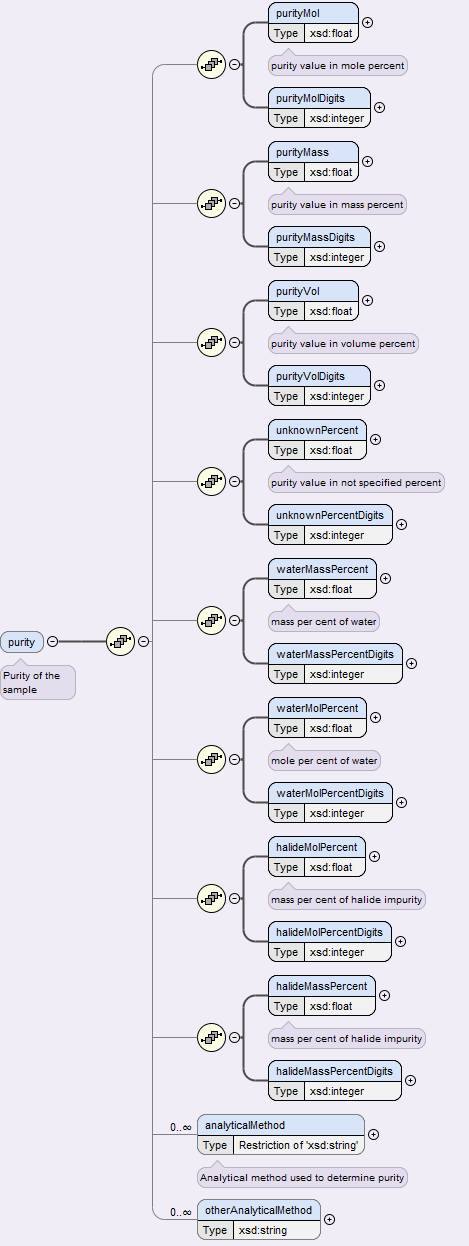 purityMol
Type xsd:float
purity value in mole percent
purityMolDigits
Type xsd:integer
purityMass
Type xsd:float
purity value in mass percent
purityMassDigits
Type xsd:integer
purityVol
Type xsd:float
purity value in volume percent
purityVolDigits
Type xsd:integer
unknownPercent
Type xsd:float
purity value in not specified percent
unknownPercentDigits
Type xsd:integer
waterMassPercent
Type xsd:float
mass per cent of water
waterMassPercentDigits
Type xsd:integer
purity
Purity of the
sample
waterMolPercent
Type xsd:float
mole per cent of water
waterMolPercentDigits
Type xsd:integer
halideMolPercent
Type xsd:float
mass per cent of halide impurity
halideMolPercentDigits
Type xsd:integer
halideMassPercent
Type xsd:float
mass per cent of halide impurity
halideMassPercentDigits
Type xsd:integer
0..∞ analyticalMethod
Type Restriction of 'xsd:string'
Analytical method used to determine purity
0..∞ otherAnalyticalMethod
Type xsd:string